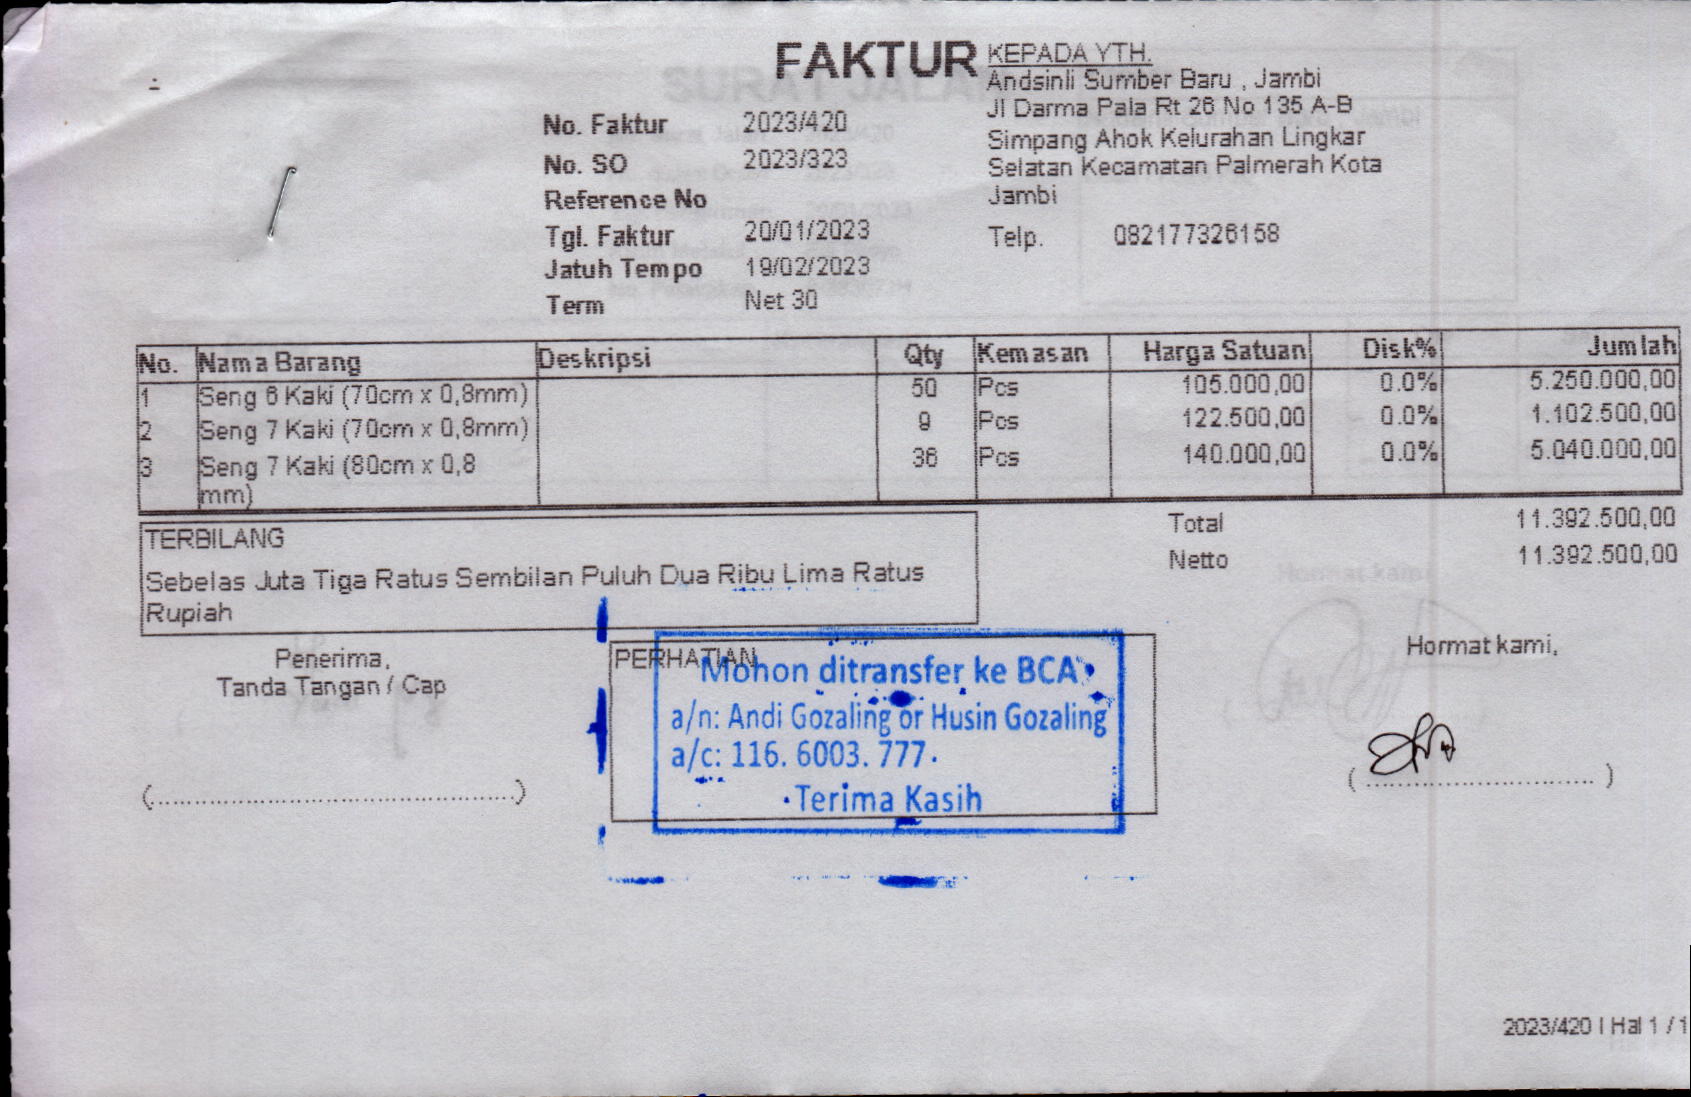 FAKTUR
KEPADA YTH.
Andsinli Sumber Baru , Jambi
Jl Darma Pala Rt 26 No 135 A-B
Simpang Ahok Kelurahan Lingkar
Selatan Kecamatan Palmerah Kota
Jambi
Telp. 082177326158
No. Faktur 2023/420
No. SO 2023/323
Reference No
Tgl. Faktur 20/01/2023
Jatuh Tempo 19/02/2023
Term Net 30
No. Nama Barang Deskripsi Qty Kemasan Harga Satuan Disk% Jumlah
1 Seng 6 Kaki (70cm x 0,8mm) 50 Pcs 105.000,00 0.0% 5.250.000,00
2 Seng 7 Kaki (70cm x 0,8mm) 9 Pcs 122.500,00 0.0% 1.102.500,00
3 Seng 7 Kaki (80cm x 0,8 36 Pcs 140.000,00 0.0% 5.040.000,00
mm)
Total 11.392.500,00
Netto 11.392.500,00
TERBILANG
Sebelas Juta Tiga Ratus Sembilan Puluh Dua Ribu Lima Ratus
Rupiah
Penerima,
Tanda Tangan / Cap
(................................................)
PERHATIAN
Mohon ditransfer ke BCA
a/n: Andi Gozaling or Husin Gozaling
a/c: 116. 6003. 777
Terima Kasih
Hormat kami,
(................................)
2023/420 | Hal 1 / 1